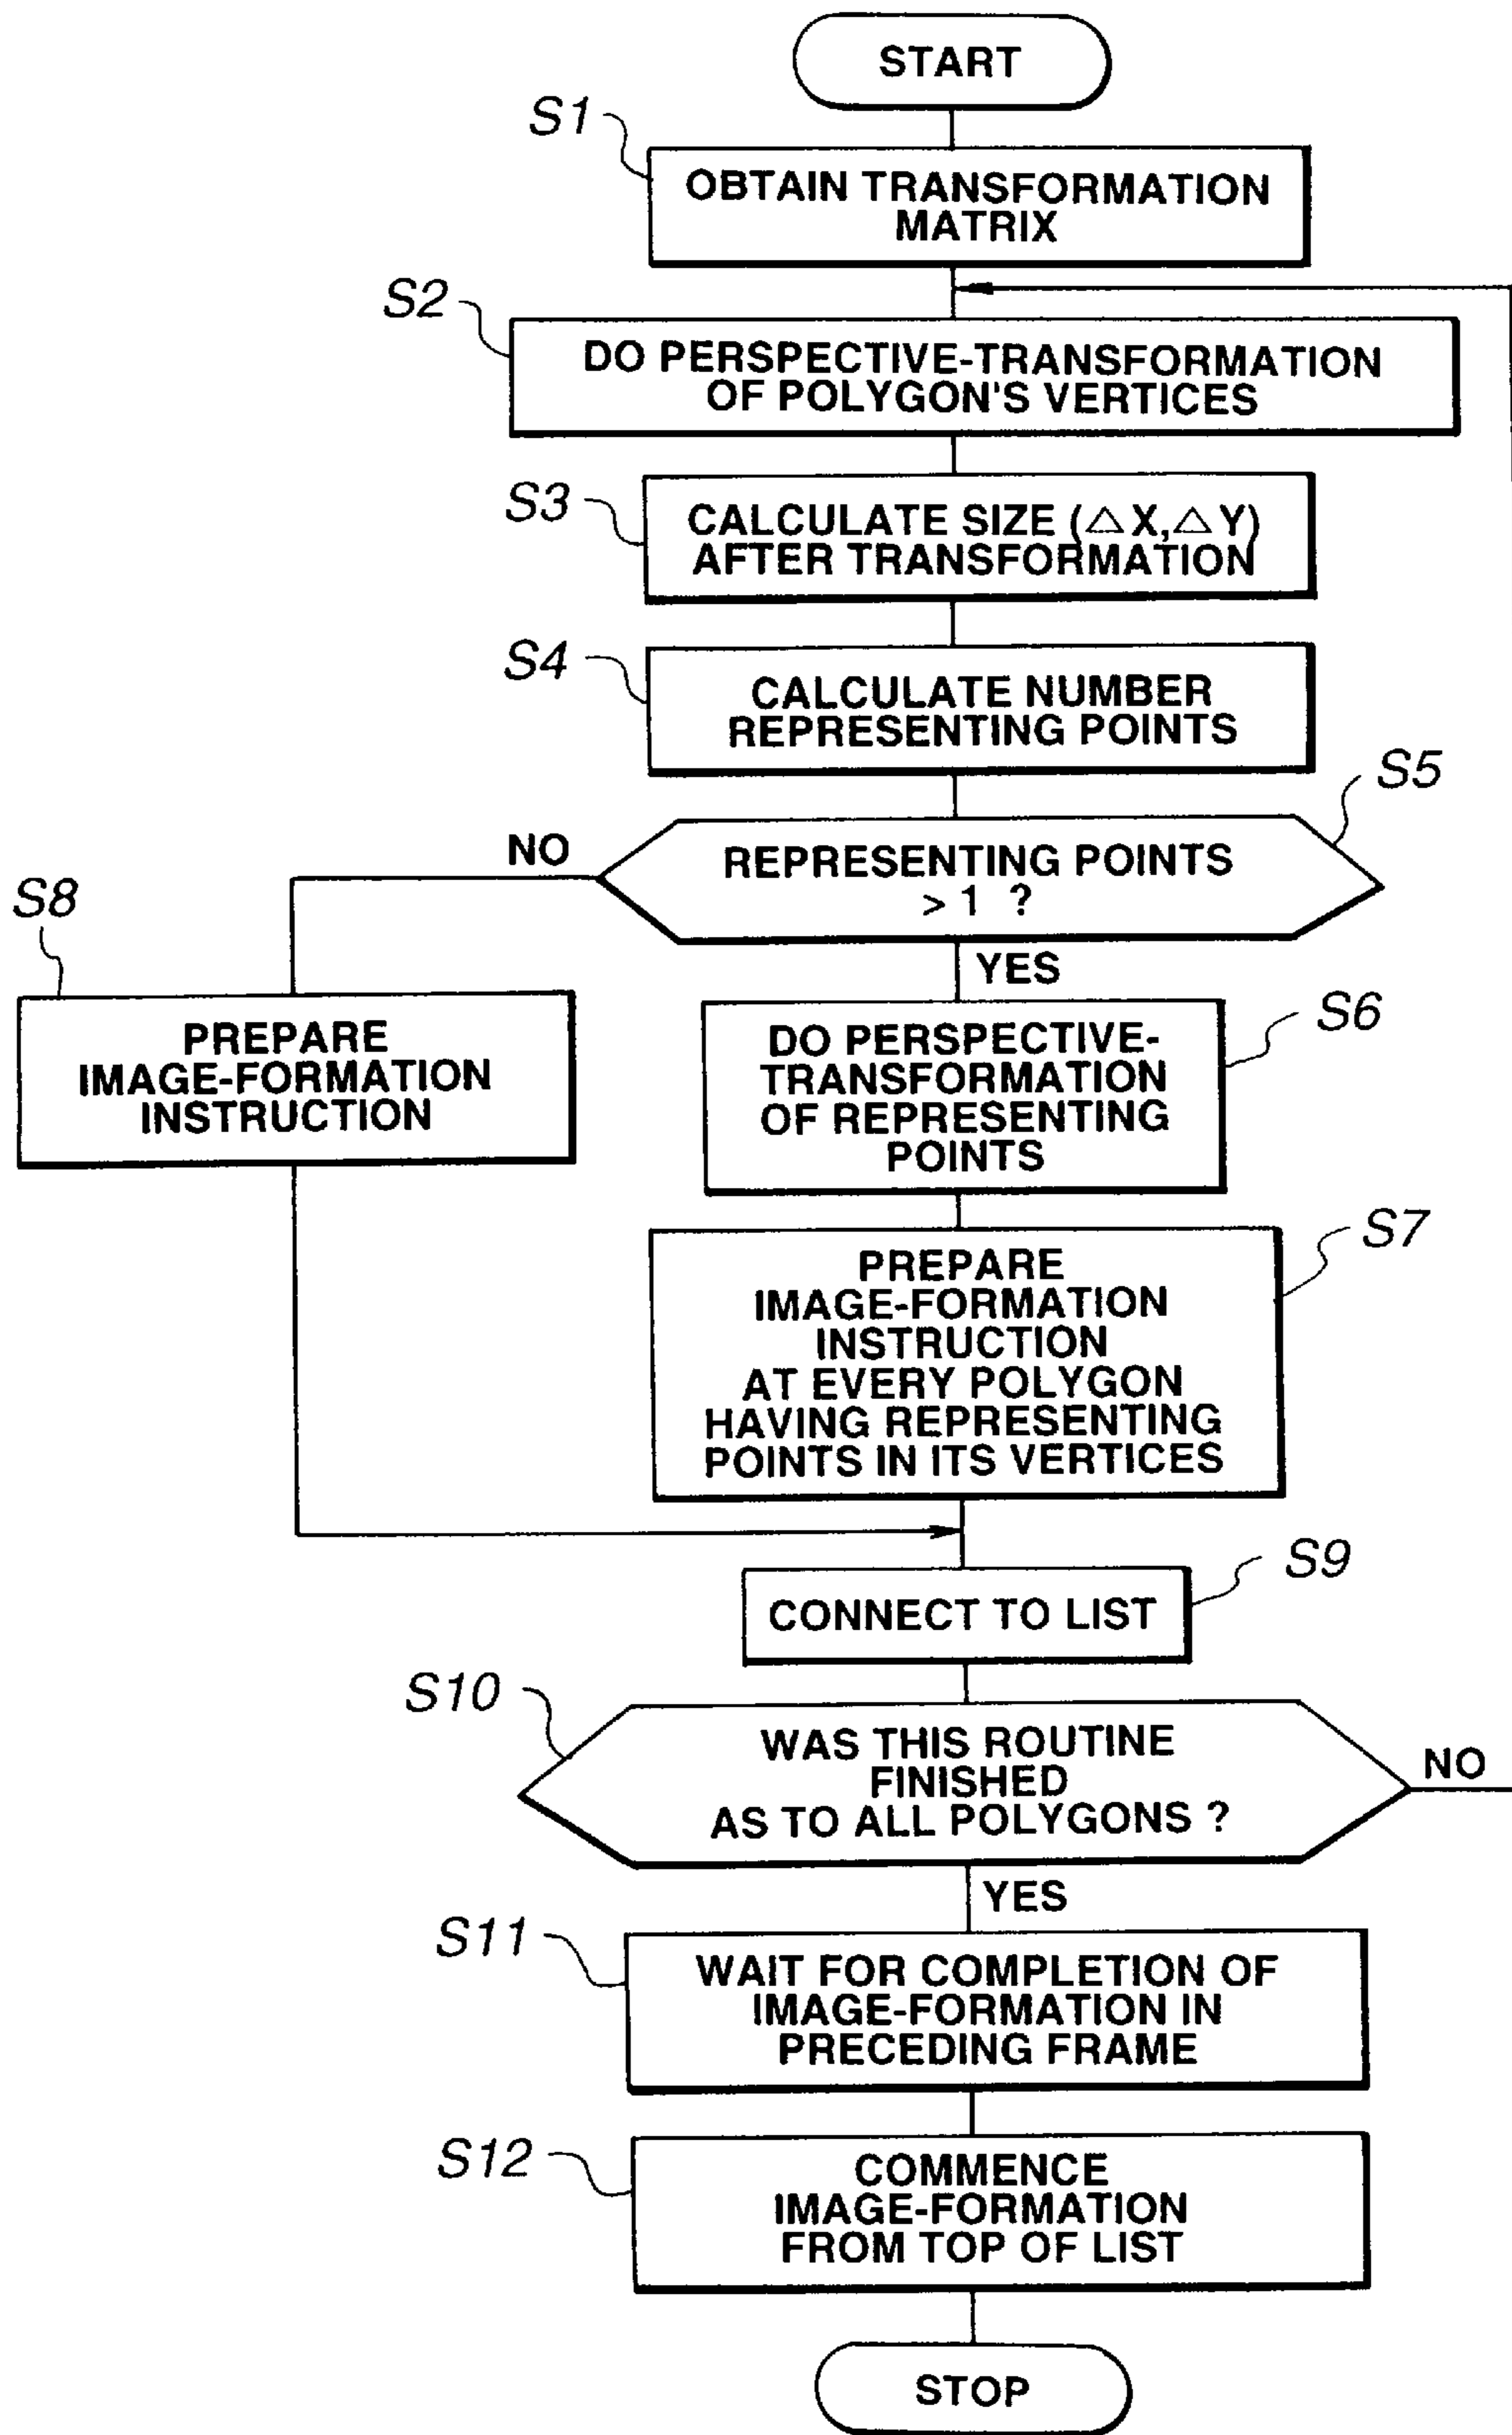 START
S1
OBTAIN TRANSFORMATION
MATRIX
S2
DO PERSPECTIVE-TRANSFORMATION
OF POLYGON'S VERTICES
S3
CALCULATE SIZE (△X,△Y)
AFTER TRANSFORMATION
S4
CALCULATE NUMBER
REPRESENTING POINTS
S5
NO
REPRESENTING POINTS
> 1 ?
YES
S8
PREPARE
IMAGE-FORMATION
INSTRUCTION
S6
DO PERSPECTIVE-
TRANSFORMATION
OF REPRESENTING
POINTS
S7
PREPARE
IMAGE-FORMATION
INSTRUCTION
AT EVERY POLYGON
HAVING REPRESENTING
POINTS IN ITS VERTICES
S9
CONNECT TO LIST
S10
WAS THIS ROUTINE
FINISHED
AS TO ALL POLYGONS ?
NO
YES
S11
WAIT FOR COMPLETION OF
IMAGE-FORMATION IN
PRECEDING FRAME
S12
COMMENCE
IMAGE-FORMATION
FROM TOP OF LIST
STOP